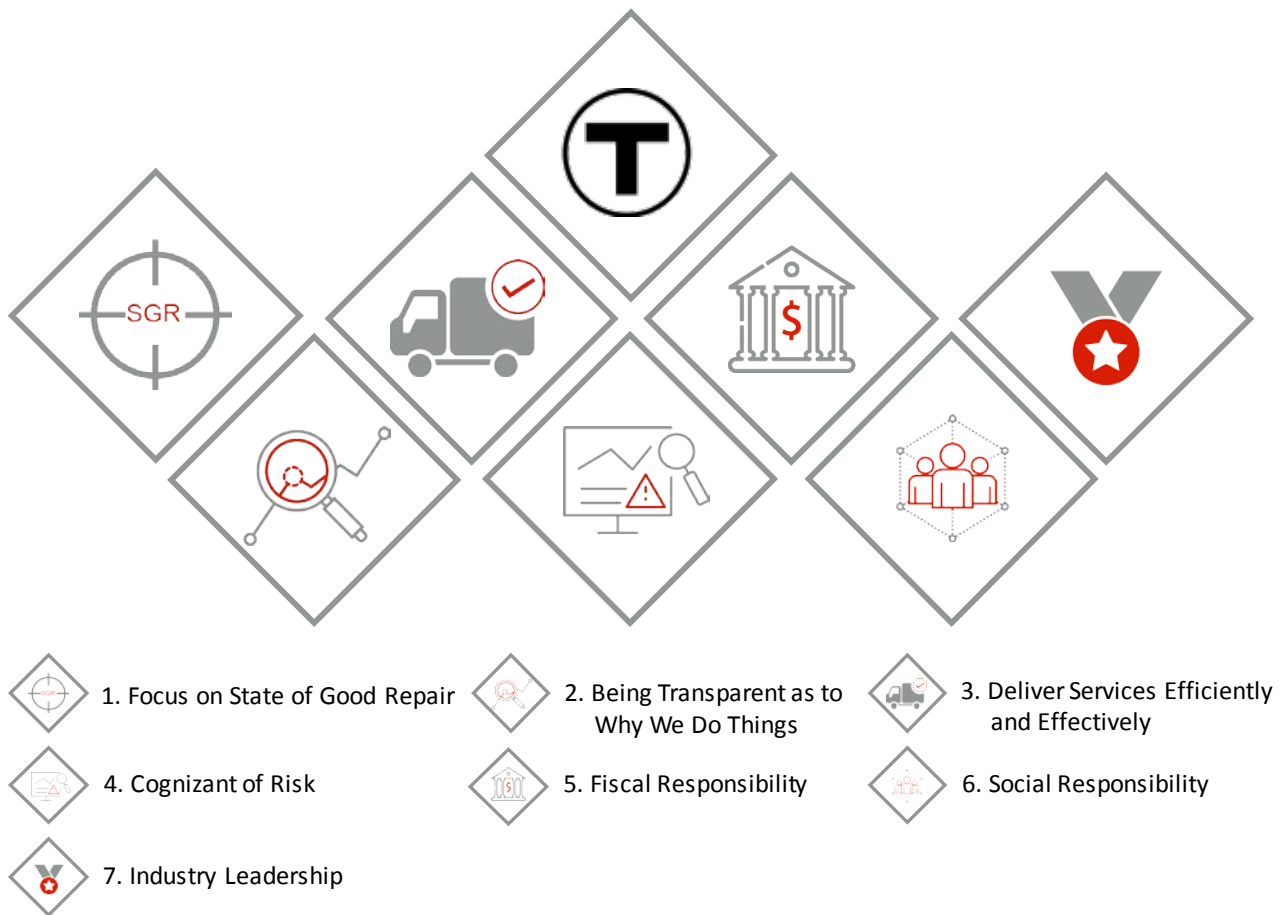 T
SGR
$
1. Focus on State of Good Repair
2. Being Transparent as to
Why We Do Things
3. Deliver Services Efficiently
and Effectively
4. Cognizant of Risk
5. Fiscal Responsibility
6. Social Responsibility
7. Industry Leadership